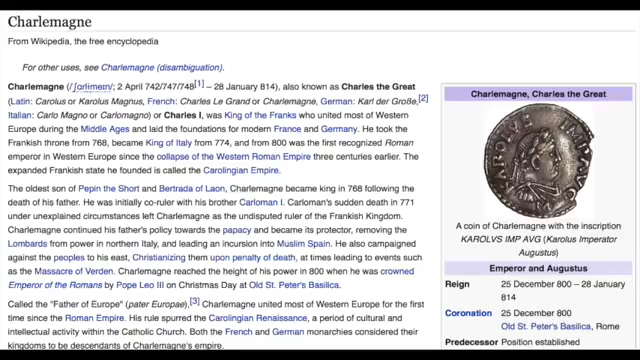 Charlemagne
From Wikipedia, the free encyclopedia
For other uses, see Charlemagne (disambiguation).
Charlemagne (/ˈʃɑrlɨmeɪn/; 2 April 742/747/748[1] – 28 January 814), also known as Charles the Great
(Latin: Carolus or Karolus Magnus, French: Charles Le Grand or Charlemagne, German: Karl der Große,[2]
Italian: Carlo Magno or Carlomagno) or Charles I, was King of the Franks who united most of Western
Europe during the Middle Ages and laid the foundations for modern France and Germany. He took the
Frankish throne from 768, became King of Italy from 774, and from 800 was the first recognized Roman
emperor in Western Europe since the collapse of the Western Roman Empire three centuries earlier. The
expanded Frankish state he founded is called the Carolingian Empire.
The oldest son of Pepin the Short and Bertrada of Laon, Charlemagne became king in 768 following the
death of his father. He was initially co-ruler with his brother Carloman I. Carloman's sudden death in 771
under unexplained circumstances left Charlemagne as the undisputed ruler of the Frankish Kingdom.
Charlemagne continued his father's policy towards the papacy and became its protector, removing the
Lombards from power in northern Italy, and leading an incursion into Muslim Spain. He also campaigned
against the peoples to his east, Christianizing them upon penalty of death, at times leading to events such
as the Massacre of Verden. Charlemagne reached the height of his power in 800 when he was crowned
Emperor of the Romans by Pope Leo III on Christmas Day at Old St. Peter's Basilica.
Called the "Father of Europe" (pater Europae),[3] Charlemagne united most of Western Europe for the first
time since the Roman Empire. His rule spurred the Carolingian Renaissance, a period of cultural and
intellectual activity within the Catholic Church. Both the French and German monarchies considered their
kingdoms to be descendants of Charlemagne's empire.
Charlemagne, Charles the Great
KAROLVS IMP AVG
A coin of Charlemagne with the inscription
KAROLVS IMP AVG (Karolus Imperator
Augustus)
Emperor and Augustus
Reign 25 December 800 – 28 January
814
Coronation 25 December 800
Old St. Peter's Basilica, Rome
Predecessor Position established